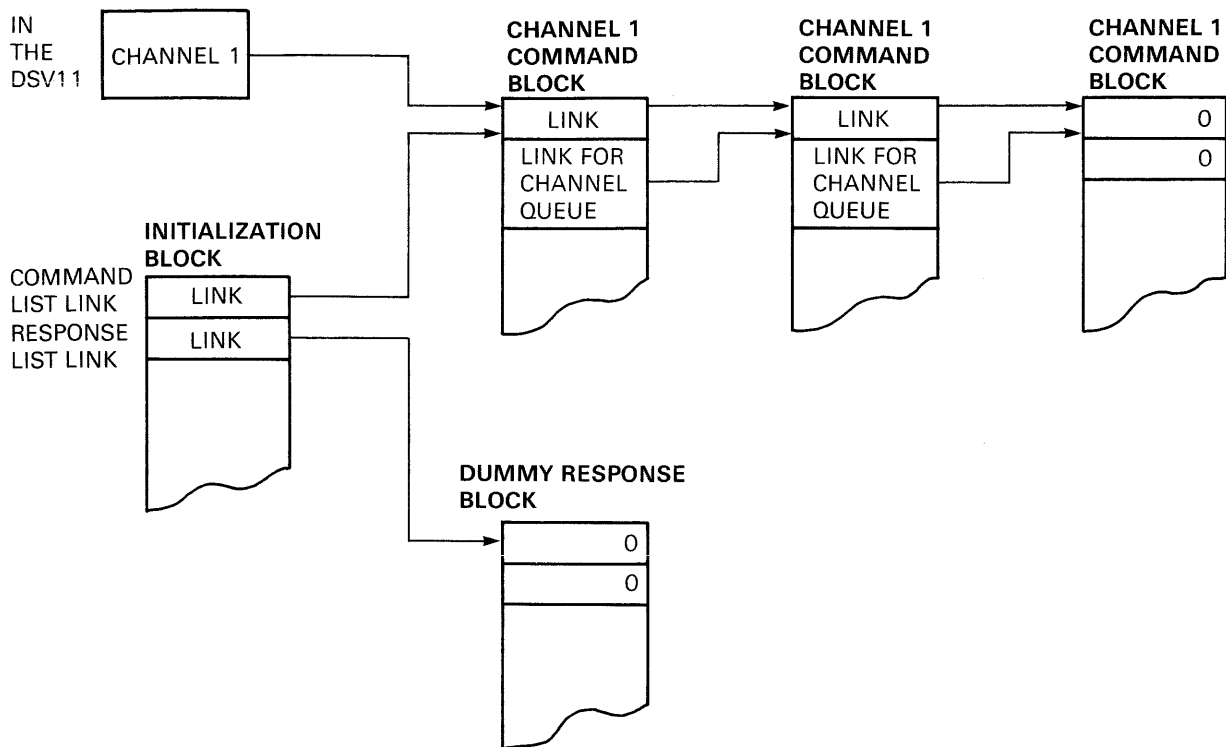 IN
THE
DSV11
CHANNEL 1
CHANNEL 1
COMMAND
BLOCK
LINK
LINK FOR
CHANNEL
QUEUE
CHANNEL 1
COMMAND
BLOCK
LINK
LINK FOR
CHANNEL
QUEUE
CHANNEL 1
COMMAND
BLOCK
0
0
INITIALIZATION
BLOCK
COMMAND
LIST LINK
LINK
RESPONSE
LIST LINK
LINK
DUMMY RESPONSE
BLOCK
0
0